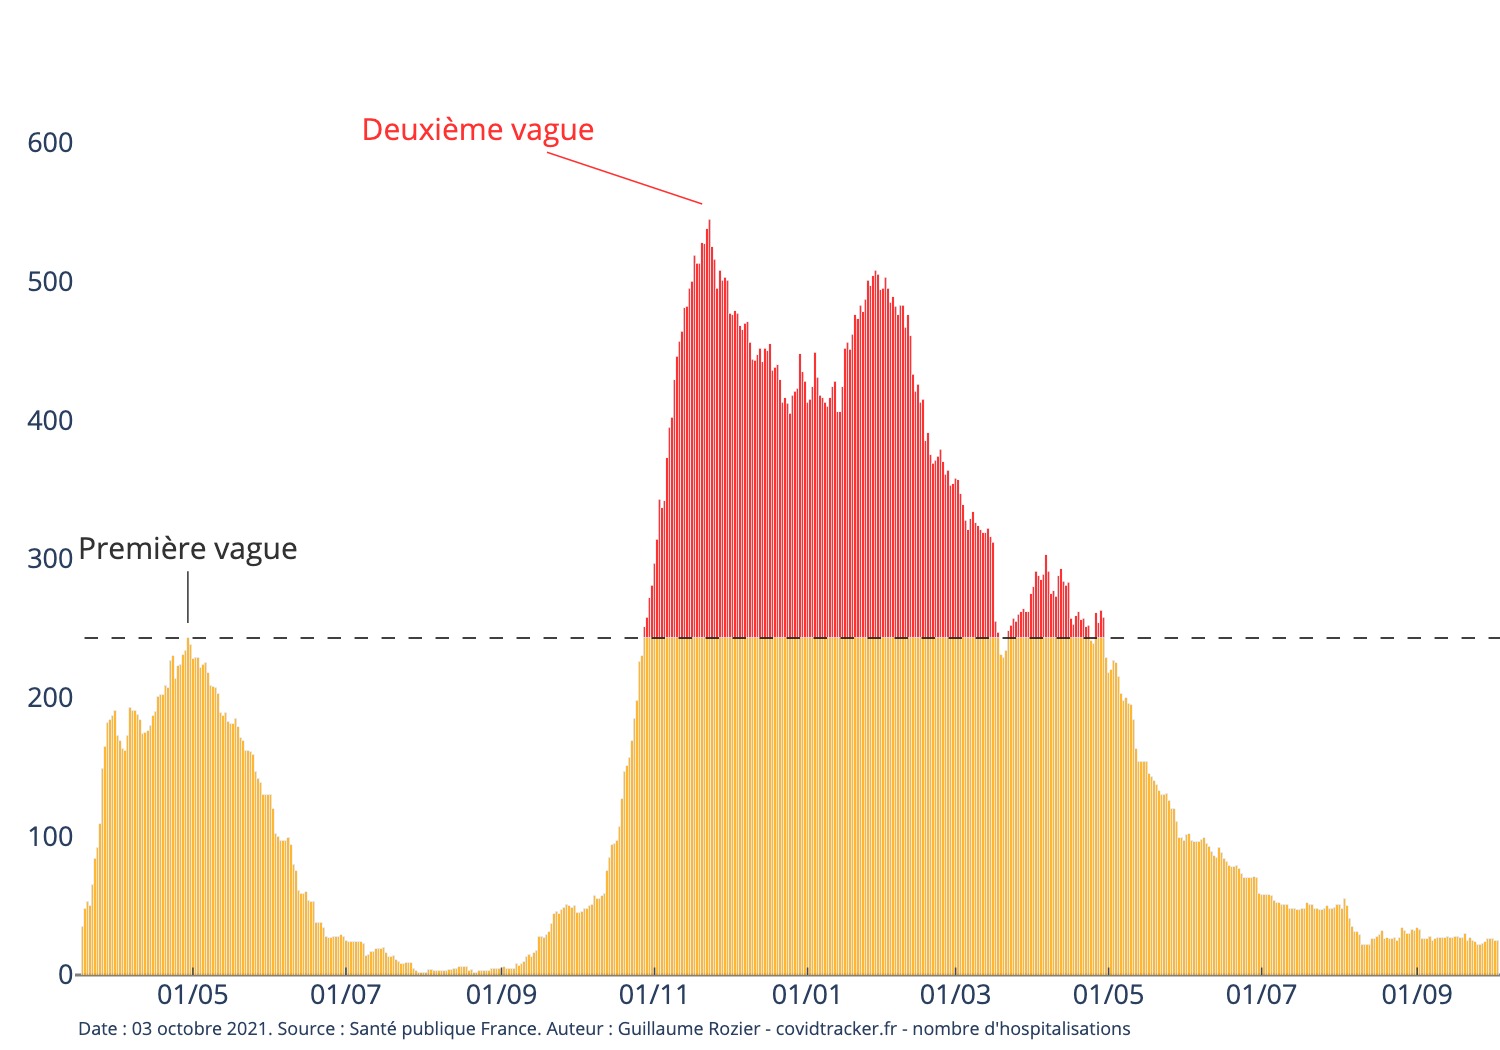 Deuxième vague
600
500
400
Première vague
300
200
100
0
01/05 01/07 01/09 01/11 01/01 01/03 01/05 01/07 01/09
Date : 03 octobre 2021. Source : Santé publique France. Auteur : Guillaume Rozier - covidtracker.fr - nombre d'hospitalisations